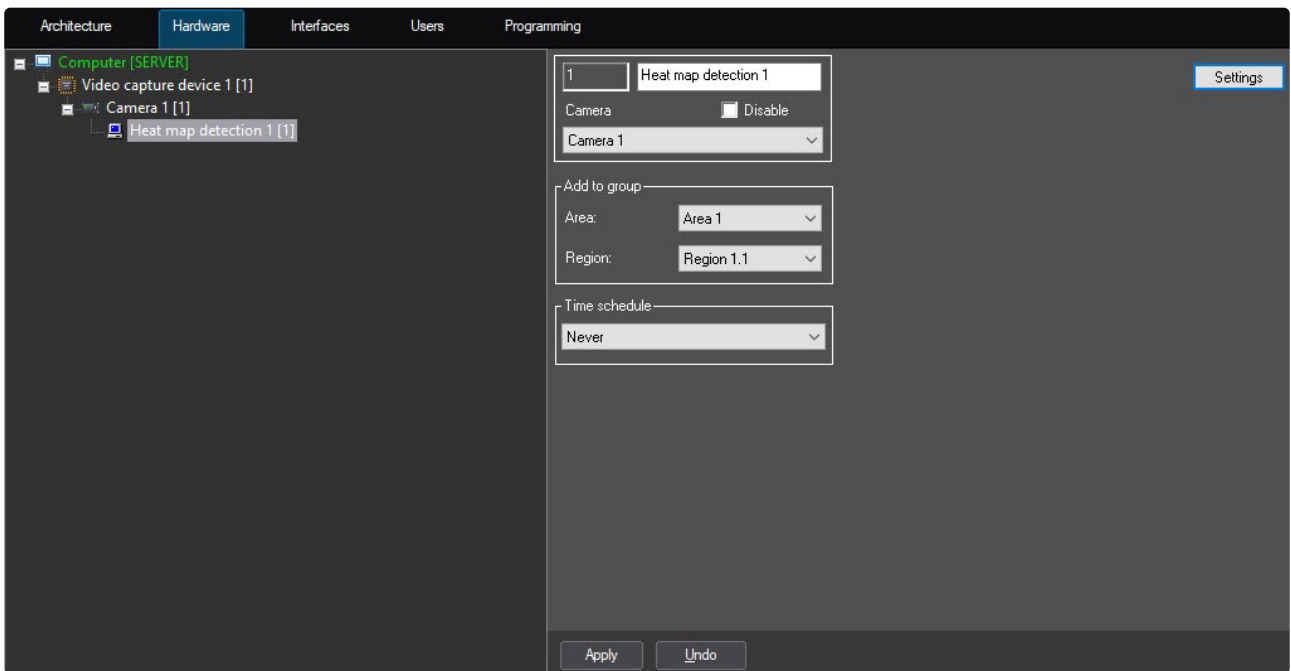 Architecture Hardware Interfaces Users Programming
Computer [SERVER]
Video capture device 1 [1]
Camera 1 [1]
Heat map detection 1 [1]
1 Heat map detection 1
Camera Disable
Camera 1
Settings
Add to group
Area: Area 1
Region: Region 1.1
Time schedule
Never
Apply Undo